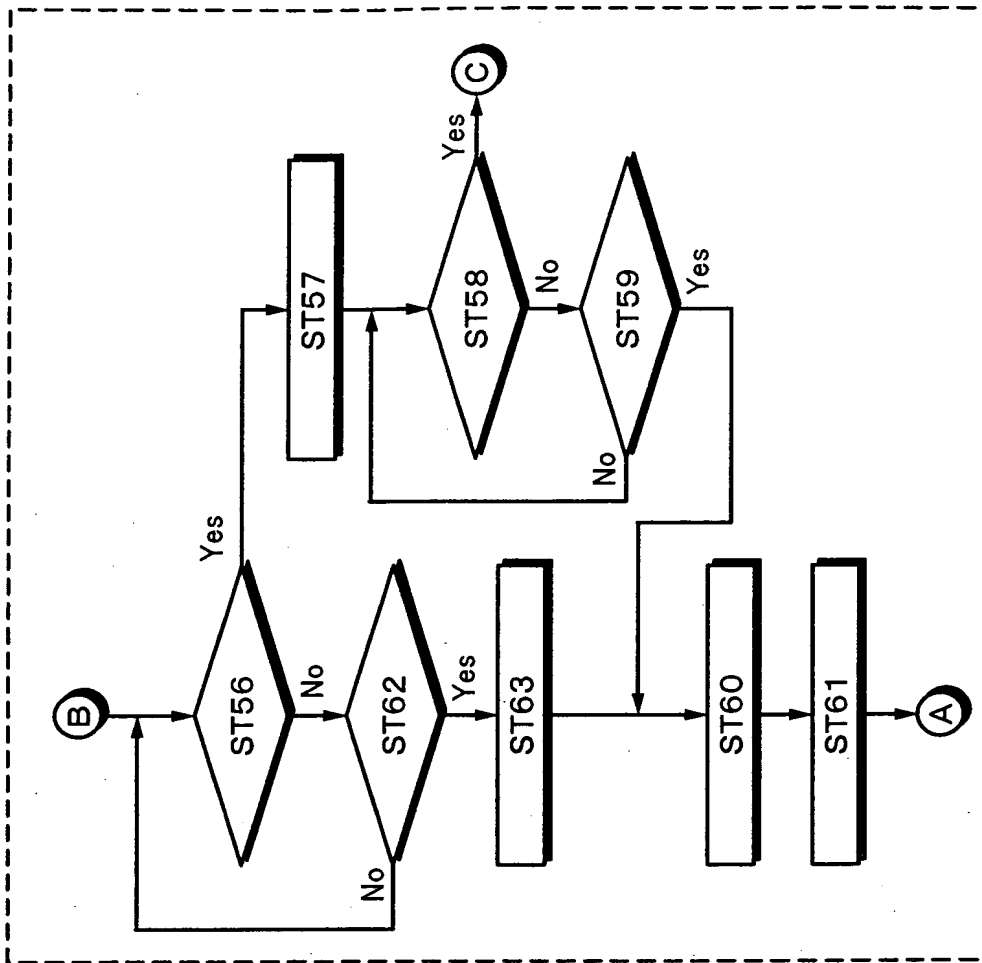 B
ST56
Yes
No
ST62
No
Yes
ST63
ST57
ST58
Yes
C
No
ST59
No
Yes
ST60
ST61
A